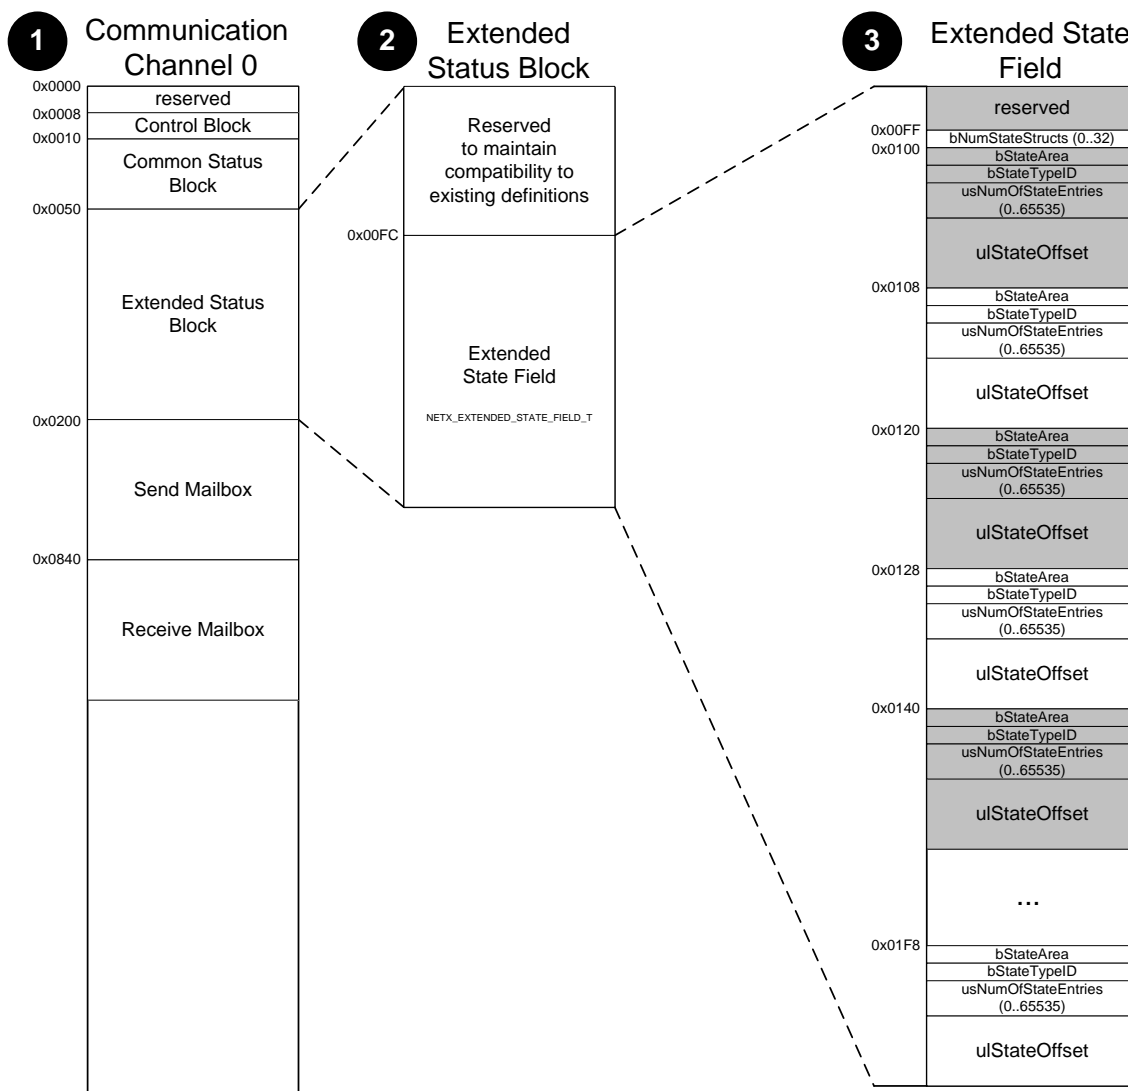 1
Communication
Channel 0
0x0000
reserved
0x0008
Control Block
0x0010
Common Status
Block
0x0050
Extended Status
Block
0x0200
Send Mailbox
0x0840
Receive Mailbox
2
Extended
Status Block
Reserved
to maintain
compatibility to
existing definitions
0x00FC
Extended
State Field
NETX_EXTENDED_STATE_FIELD_T
3
Extended State
Field
reserved
0x00FF
bNumStateStructs (0..32)
0x0100
bStateArea
bStateTypeID
usNumOfStateEntries
(0..65535)
ulStateOffset
0x0108
bStateArea
bStateTypeID
usNumOfStateEntries
(0..65535)
ulStateOffset
0x0120
bStateArea
bStateTypeID
usNumOfStateEntries
(0..65535)
ulStateOffset
0x0128
bStateArea
bStateTypeID
usNumOfStateEntries
(0..65535)
ulStateOffset
0x0140
bStateArea
bStateTypeID
usNumOfStateEntries
(0..65535)
ulStateOffset
...
0x01F8
bStateArea
bStateTypeID
usNumOfStateEntries
(0..65535)
ulStateOffset